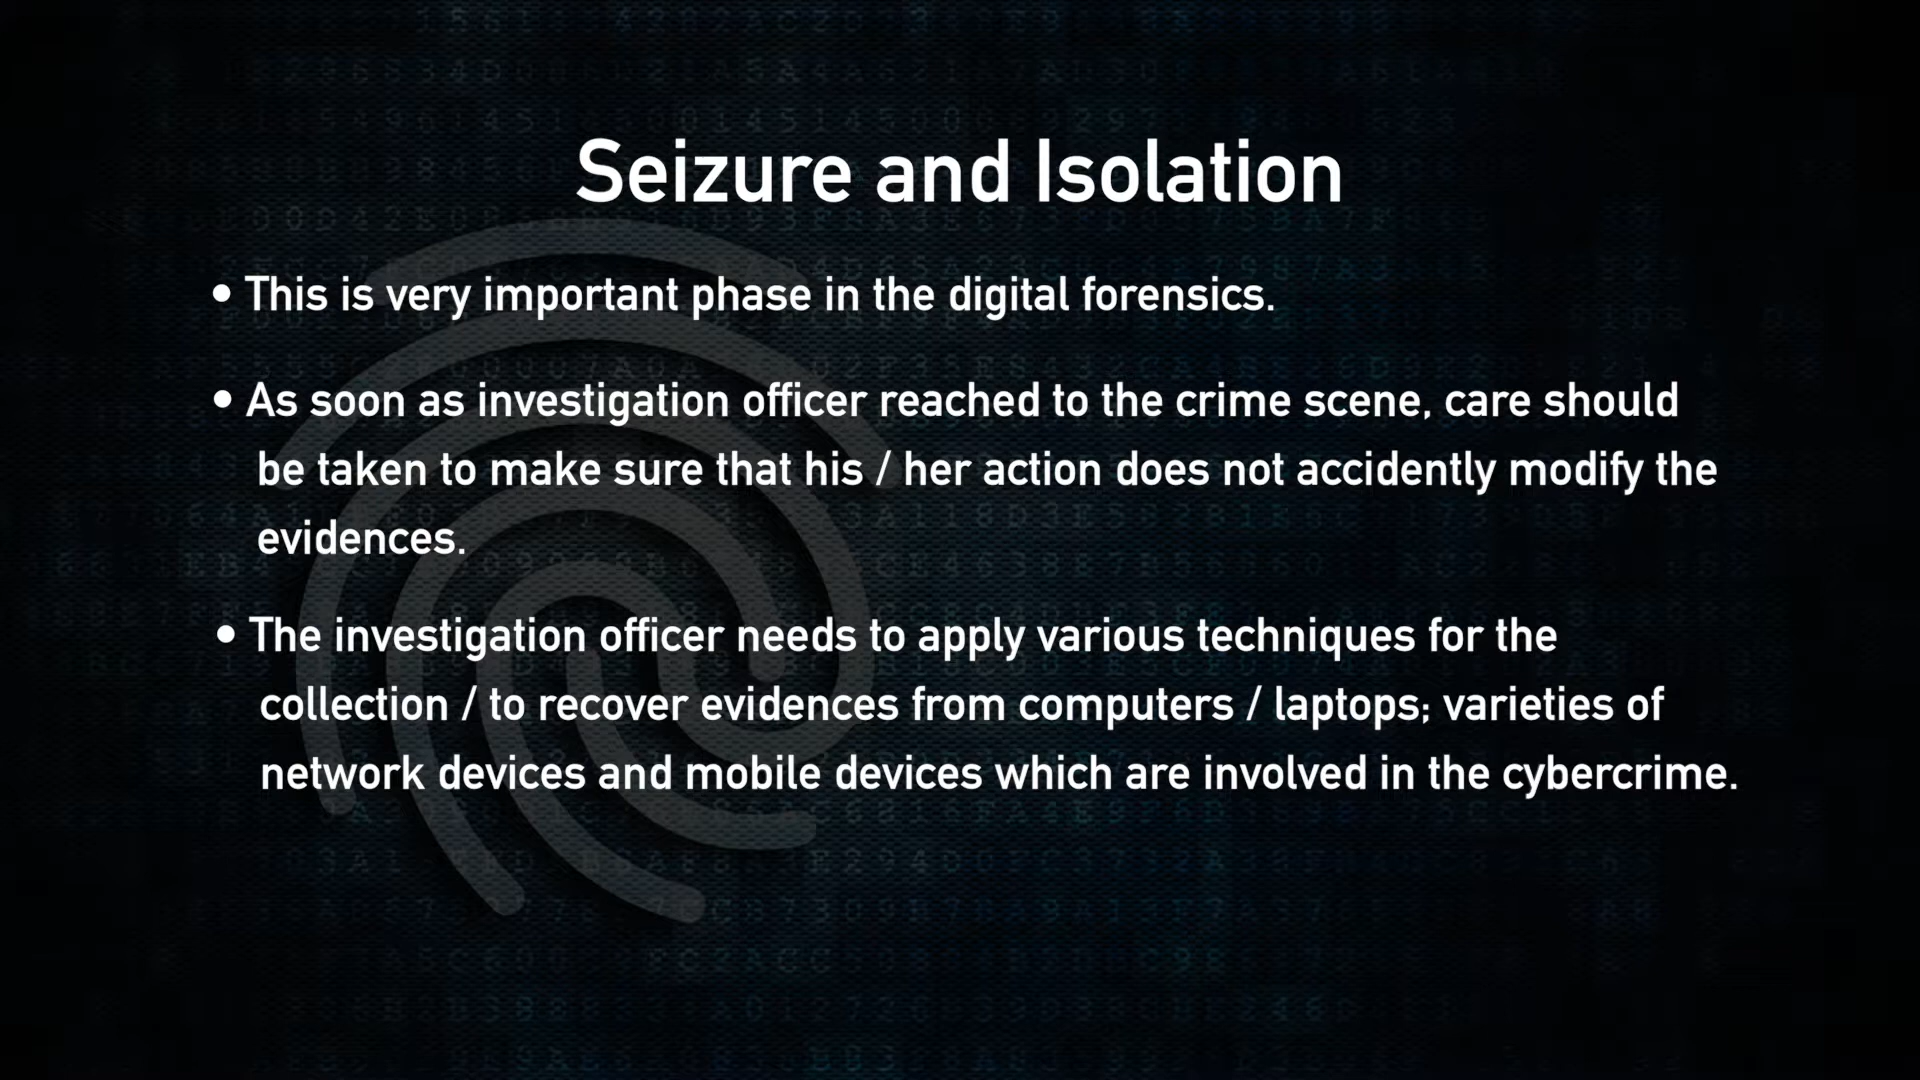 Seizure and Isolation
• This is very important phase in the digital forensics.
• As soon as investigation officer reached to the crime scene, care should
be taken to make sure that his / her action does not accidently modify the
evidences.
• The investigation officer needs to apply various techniques for the
collection / to recover evidences from computers / laptops; varieties of
network devices and mobile devices which are involved in the cybercrime.